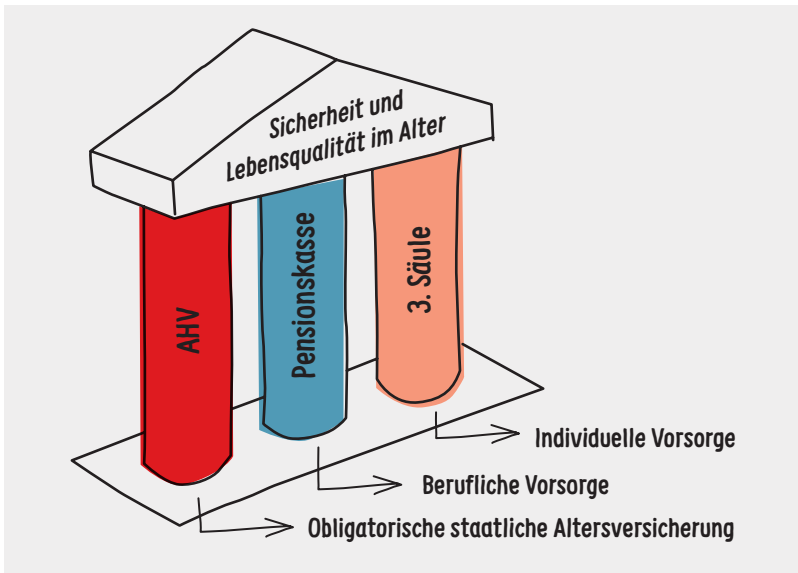 Sicherheit und
Lebensqualität im Alter
AHV
Pensionskasse
3. Säule
Individuelle Vorsorge
Berufliche Vorsorge
Obligatorische staatliche Altersversicherung